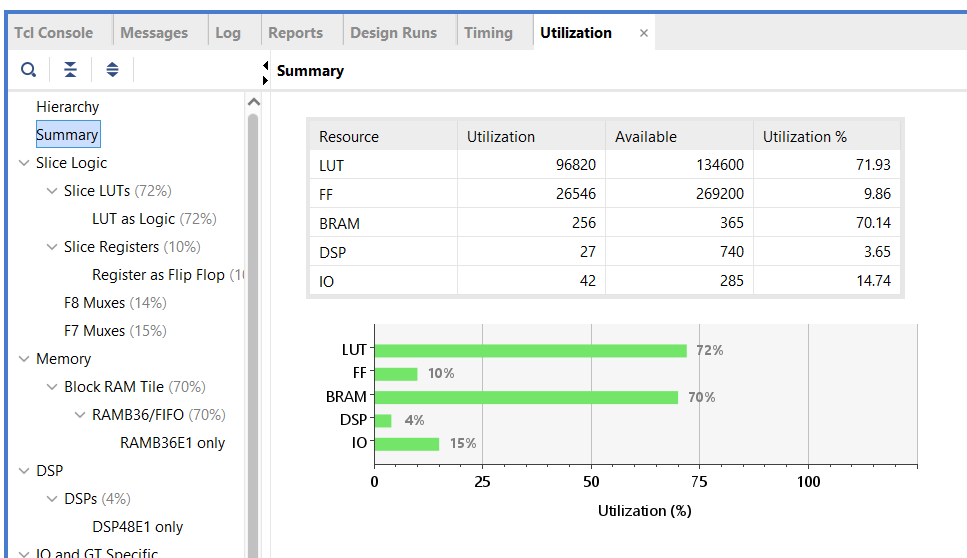 Tcl Console Messages Log Reports Design Runs Timing Utilization ×
Summary
Hierarchy
Summary
Slice Logic
Slice LUTs (72%)
LUT as Logic (72%)
Slice Registers (10%)
Register as Flip Flop (10
F8 Muxes (14%)
F7 Muxes (15%)
Memory
Block RAM Tile (70%)
RAMB36/FIFO (70%)
RAMB36E1 only
DSP
DSPs (4%)
DSP48E1 only
IO and GT Specific
Resource Utilization Available Utilization %
LUT 96820 134600 71.93
FF 26546 269200 9.86
BRAM 256 365 70.14
DSP 27 740 3.65
IO 42 285 14.74
LUT 72%
FF 10%
BRAM 70%
DSP 4%
IO 15%
0 25 50 75 100
Utilization (%)